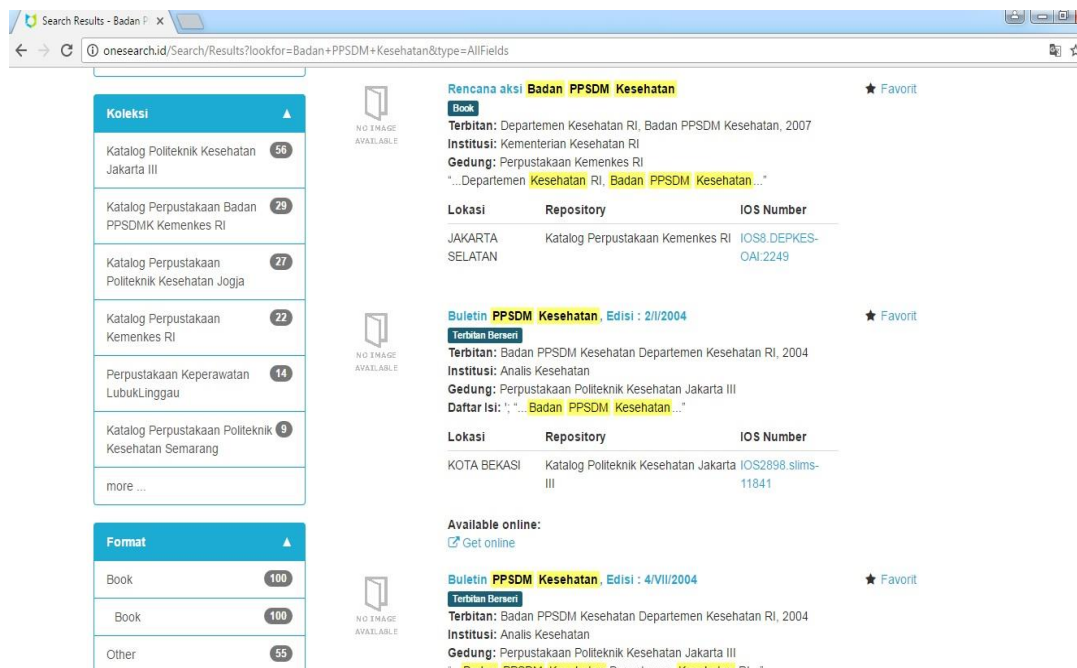 Search Results - Badan P
onesearch.id/Search/Results?lookfor=Badan+PPSDM+Kesehatan&type=AllFields
Koleksi
Katalog Politeknik Kesehatan 56
Jakarta III
Katalog Perpustakaan Badan 29
PPSDMK Kemenkes RI
Katalog Perpustakaan 27
Politeknik Kesehatan Jogja
Katalog Perpustakaan 22
Kemenkes RI
Perpustakaan Keperawatan 14
LubukLinggau
Katalog Perpustakaan Politeknik 9
Kesehatan Semarang
more ...
Format
Book 100
Book 100
Other 55
NO IMAGE
AVAILABLE
Rencana aksi Badan PPSDM Kesehatan
Favorit
Book
Terbitan: Departemen Kesehatan RI, Badan PPSDM Kesehatan, 2007
Institusi: Kementerian Kesehatan RI
Gedung: Perpustakaan Kemenkes RI
"...Departemen Kesehatan RI, Badan PPSDM Kesehatan..."
Lokasi Repository IOS Number
JAKARTA Katalog Perpustakaan Kemenkes RI IOS8.DEPKES-
SELATAN OAI:2249
NO IMAGE
AVAILABLE
Buletin PPSDM Kesehatan, Edisi : 2/I/2004
Favorit
Terbitan Berseri
Terbitan: Badan PPSDM Kesehatan Departemen Kesehatan RI, 2004
Institusi: Analis Kesehatan
Gedung: Perpustakaan Politeknik Kesehatan Jakarta III
Daftar Isi: '; "...Badan PPSDM Kesehatan..."
Lokasi Repository IOS Number
KOTA BEKASI Katalog Politeknik Kesehatan Jakarta IOS2898.slims-
III 11841
Available online:
Get online
NO IMAGE
AVAILABLE
Buletin PPSDM Kesehatan, Edisi : 4/VII/2004
Favorit
Terbitan Berseri
Terbitan: Badan PPSDM Kesehatan Departemen Kesehatan RI, 2004
Institusi: Analis Kesehatan
Gedung: Perpustakaan Politeknik Kesehatan Jakarta III